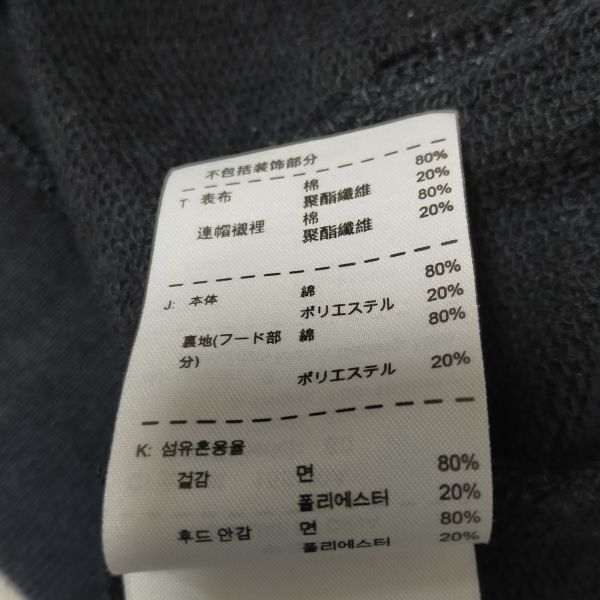 不包括装饰部分
T 表布 棉 80%
聚酯纖維 20%
連帽襯裡 棉 80%
聚酯纖維 20%
J: 本体 綿 80%
ポリエステル 20%
裏地(フード部分) 綿 80%
ポリエステル 20%
K: 섬유혼용율
겉감 면 80%
폴리에스터 20%
후드 안감 면 80%
폴리에스터 20%